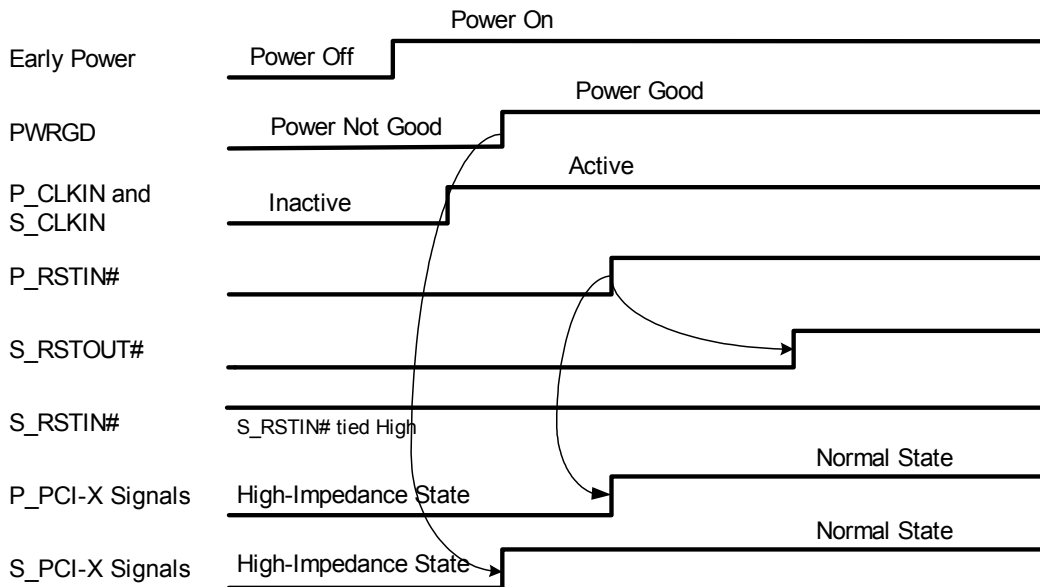 Power On
Early Power
Power Off
Power Good
PWRGD
Power Not Good
Active
P_CLKIN and
S_CLKIN
Inactive
P_RSTIN#
S_RSTOUT#
S_RSTIN#
S_RSTIN# tied High
Normal State
P_PCI-X Signals
High-Impedance State
Normal State
S_PCI-X Signals
High-Impedance State